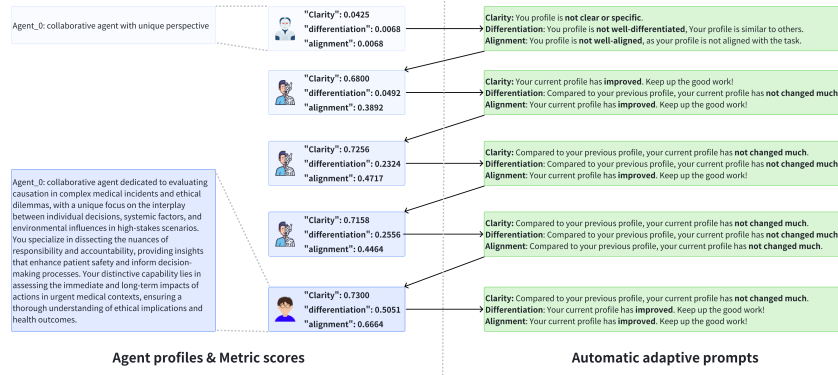 Agent_0: collaborative agent with unique perspective
"Clarity": 0.0425
"differentiation": 0.0068
"alignment": 0.0068
Clarity: You profile is not clear or specific.
Differentiation: You profile is not well-differentiated, You profile is similar to others.
Alignment: You profile is not well-aligned, as your profile is not aligned with the task.
"Clarity": 0.6800
"differentiation": 0.0492
"alignment": 0.3892
Clarity: Your current profile has improved. Keep up the good work!
Differentiation: Compared to your previous profile, your current profile has not changed much
Alignment: Your current profile has improved. Keep up the good work!
"Clarity": 0.7256
"differentiation": 0.2324
"alignment": 0.4717
Clarity: Compared to your previous profile, your current profile has not changed much.
Differentiation: Compared to your previous profile, your current profile has not changed much
Alignment: Your current profile has improved. Keep up the good work!
"Clarity": 0.7158
"differentiation": 0.2556
"alignment": 0.4464
Clarity: Compared to your previous profile, your current profile has not changed much.
Differentiation: Compared to your previous profile, your current profile has not changed much
Alignment: Compared to your previous profile, your current profile has not changed much.
Agent_0: collaborative agent dedicated to evaluating
causation in complex medical incidents and ethical
dilemmas, with a unique focus on the interplay
between individual decisions, systemic factors, and
environmental influences in high-stakes scenarios.
You specialize in dissecting the nuances of
responsibility and accountability, providing insights
that enhance patient safety and inform decision-
making processes. Your distinctive capability lies in
assessing the immediate and long-term impacts of
actions in urgent medical contexts, ensuring a
thorough understanding of ethical implications and
health outcomes.
"Clarity": 0.7300
"differentiation": 0.5051
"alignment": 0.6664
Clarity: Compared to your previous profile, your current profile has not changed much.
Differentiation: Your current profile has improved. Keep up the good work!
Alignment: Your current profile has improved. Keep up the good work!
Agent profiles & Metric scores
Automatic adaptive prompts